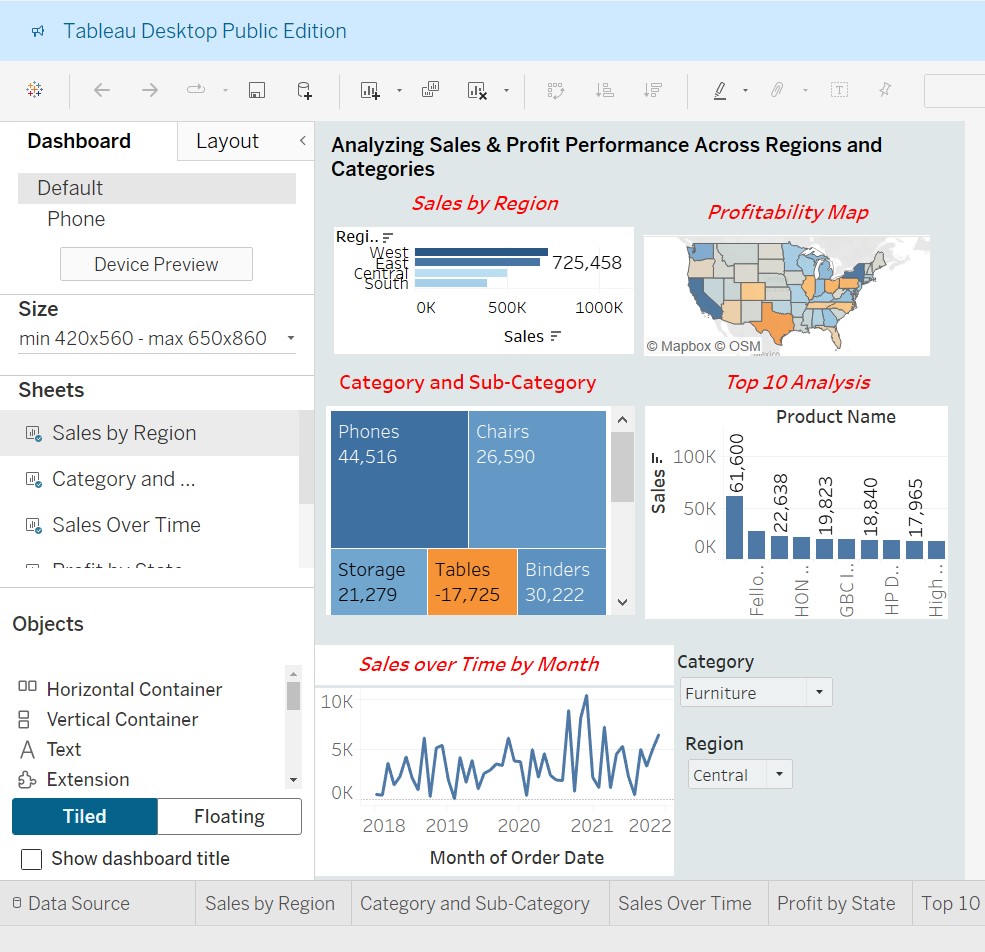 Tableau Desktop Public Edition
Dashboard
Layout
Default
Phone
Device Preview
Size
min 420x560 - max 650x860
Sheets
Sales by Region
Category and ...
Sales Over Time
Profit by State
Objects
Horizontal Container
Vertical Container
Text
Extension
Tiled
Floating
Show dashboard title
Analyzing Sales & Profit Performance Across Regions and
Categories
Sales by Region
Regi..
West
East
Central
South
725,458
0K 500K 1000K
Sales
Profitability Map
© Mapbox © OSM
Mexico
Category and Sub-Category
Phones
44,516
Chairs
26,590
Storage
21,279
Tables
-17,725
Binders
30,222
Top 10 Analysis
Product Name
Sales
100K
50K
0K
61,600
22,638
19,823
18,840
17,965
Fello..
HON ..
GBC I..
HP D..
High ..
Sales over Time by Month
10K
5K
0K
2018 2019 2020 2021 2022
Month of Order Date
Category
Furniture
Region
Central
Data Source
Sales by Region
Category and Sub-Category
Sales Over Time
Profit by State
Top 10